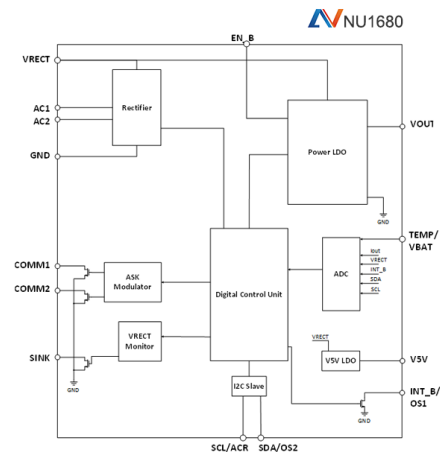 NU1680
EN_B
VRECT
AC1
AC2
GND
Rectifier
Power LDO
VOUT
GND
TEMP/
VBAT
IOUT
VRECT
INT_B
SDA
SCL
ADC
COMM1
COMM2
ASK
Modulator
Digital Control Unit
VRECT
Monitor
SINK
GND
VRECT
V5V LDO
V5V
I2C Slave
INT_B/
OS1
GND
SCL/ACR
SDA/OS2